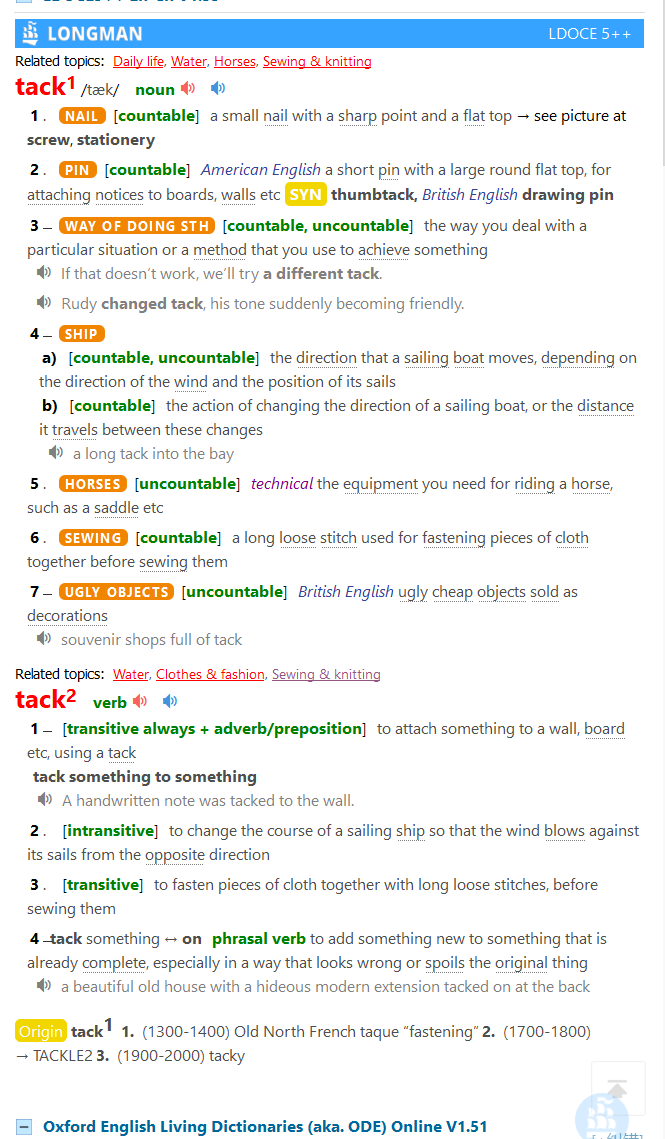 LONGMAN
LDOCE 5++
Related topics: Daily life, Water, Horses, Sewing & knitting
tack1 /tæk/ noun
1 . NAIL [countable] a small nail with a sharp point and a flat top → see picture at
screw, stationery
2 . PIN [countable] American English a short pin with a large round flat top, for
attaching notices to boards, walls etc SYN thumbtack, British English drawing pin
3 – WAY OF DOING STH [countable, uncountable] the way you deal with a
particular situation or a method that you use to achieve something
If that doesn't work, we'll try a different tack.
Rudy changed tack, his tone suddenly becoming friendly.
4 – SHIP
a) [countable, uncountable] the direction that a sailing boat moves, depending on
the direction of the wind and the position of its sails
b) [countable] the action of changing the direction of a sailing boat, or the distance
it travels between these changes
a long tack into the bay
5 . HORSES [uncountable] technical the equipment you need for riding a horse,
such as a saddle etc
6 . SEWING [countable] a long loose stitch used for fastening pieces of cloth
together before sewing them
7 – UGLY OBJECTS [uncountable] British English ugly cheap objects sold as
decorations
souvenir shops full of tack
Related topics: Water, Clothes & fashion, Sewing & knitting
tack2 verb
1 – [transitive always + adverb/preposition] to attach something to a wall, board
etc, using a tack
tack something to something
A handwritten note was tacked to the wall.
2 . [intransitive] to change the course of a sailing ship so that the wind blows against
its sails from the opposite direction
3 . [transitive] to fasten pieces of cloth together with long loose stitches, before
sewing them
4 –tack something ↔ on phrasal verb to add something new to something that is
already complete, especially in a way that looks wrong or spoils the original thing
a beautiful old house with a hideous modern extension tacked on at the back
Origin tack1 1. (1300-1400) Old North French taque “fastening” 2. (1700-1800)
→ TACKLE2 3. (1900-2000) tacky
Oxford English Living Dictionaries (aka. ODE) Online V1.51